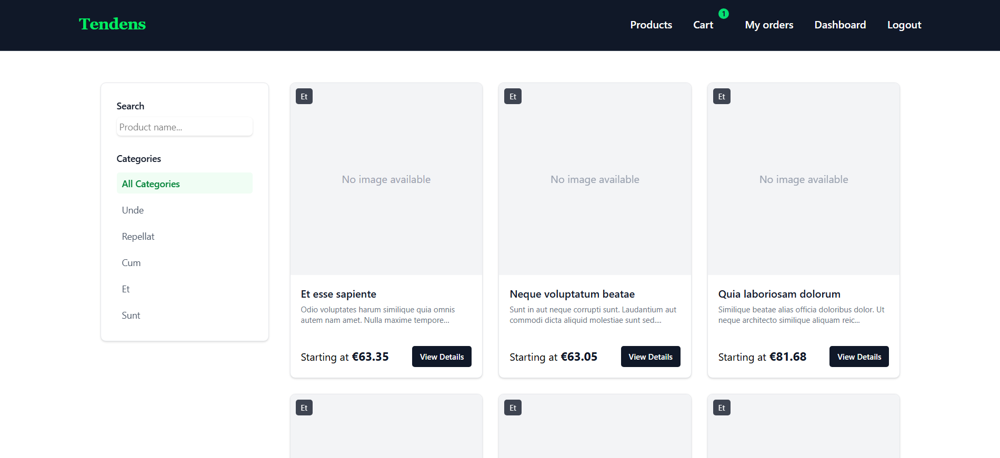 Tendens
Products
Cart
1
My orders
Dashboard
Logout
Search
Product name...
Categories
All Categories
Unde
Repellat
Cum
Et
Sunt
Et
No image available
Et esse sapiente
Odio voluptates harum similique quia omnis
autem nam amet. Nulla maxime tempore...
Starting at €63.35
View Details
Et
No image available
Neque voluptatum beatae
Sunt in aut neque corrupti sunt. Laudantium aut
commodi dicta aliquid molestiae sunt sed....
Starting at €63.05
View Details
Et
No image available
Quia laboriosam dolorum
Similique beatae alias officia doloribus dolor. Ut
neque architecto similique aliquam reic...
Starting at €81.68
View Details
Et
Et
Et